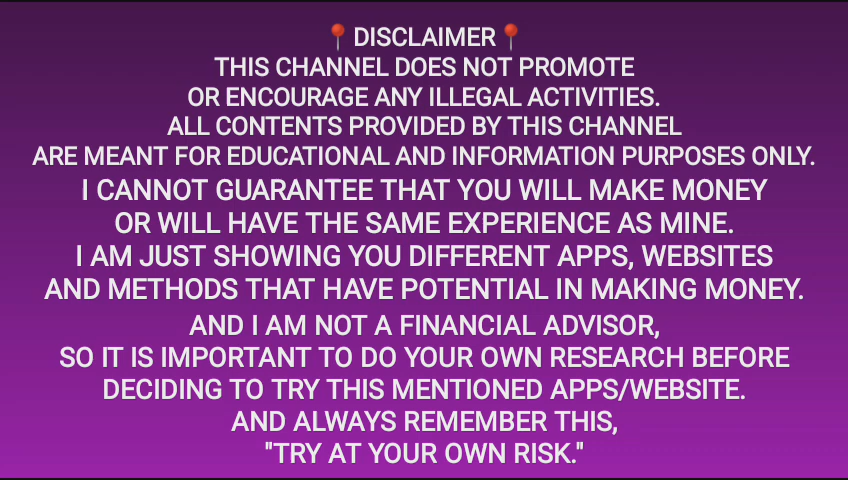 📍DISCLAIMER📍
THIS CHANNEL DOES NOT PROMOTE
OR ENCOURAGE ANY ILLEGAL ACTIVITIES.
ALL CONTENTS PROVIDED BY THIS CHANNEL
ARE MEANT FOR EDUCATIONAL AND INFORMATION PURPOSES ONLY.
I CANNOT GUARANTEE THAT YOU WILL MAKE MONEY
OR WILL HAVE THE SAME EXPERIENCE AS MINE.
I AM JUST SHOWING YOU DIFFERENT APPS, WEBSITES
AND METHODS THAT HAVE POTENTIAL IN MAKING MONEY.
AND I AM NOT A FINANCIAL ADVISOR,
SO IT IS IMPORTANT TO DO YOUR OWN RESEARCH BEFORE
DECIDING TO TRY THIS MENTIONED APPS/WEBSITE.
AND ALWAYS REMEMBER THIS,
"TRY AT YOUR OWN RISK."